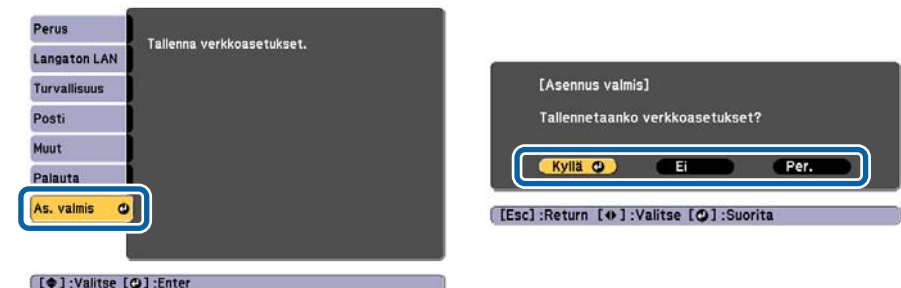 Perus
Langaton LAN
Turvallisuus
Posti
Muut
Palauta
As. valmis
Tallenna verkkoasetukset.
[◆] :Valitse [↵] :Enter
[Asennus valmis]
Tallennetaanko verkkoasetukset?
Kyllä Ei Per.
[Esc] :Return [◆] :Valitse [↵] :Suorita